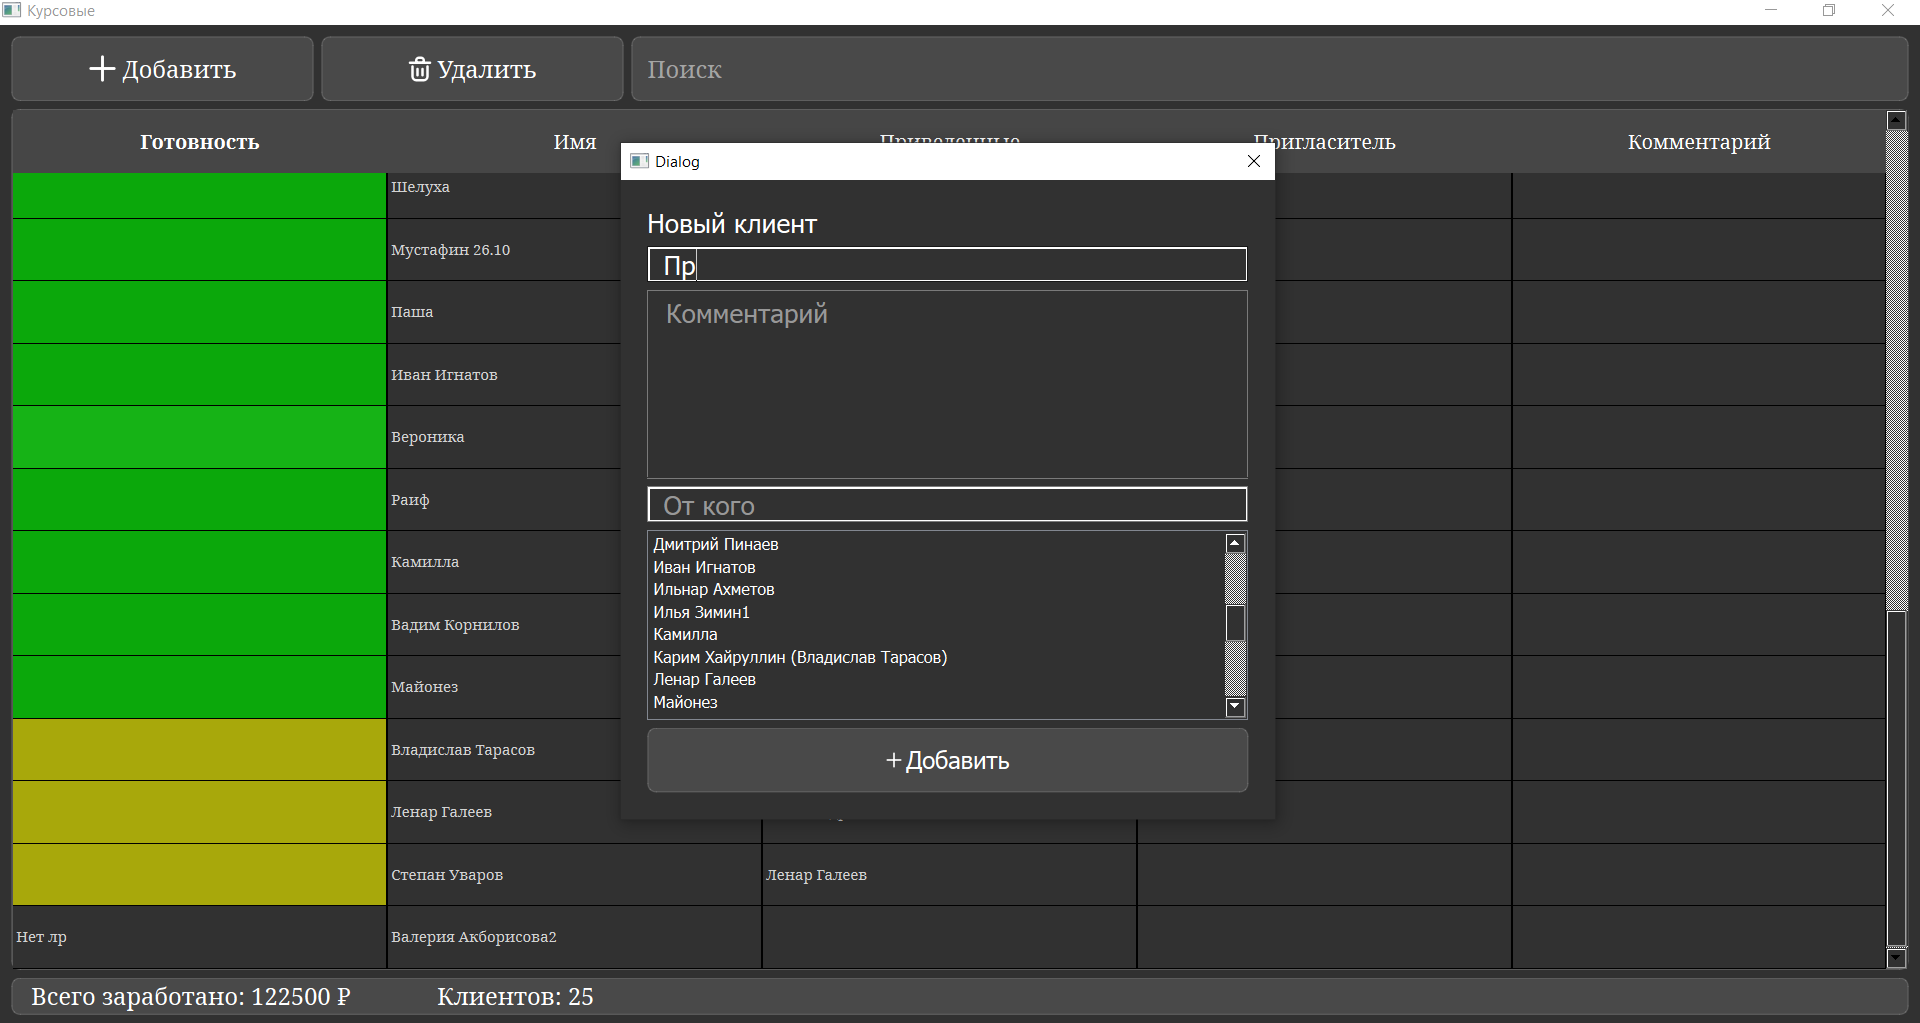 Курсовые
Добавить
Удалить
Поиск
Готовность
Имя
Приведенные
Пригласитель
Комментарий
Шелуха
Мустафин 26.10
Паша
Иван Игнатов
Вероника
Раиф
Камилла
Вадим Корнилов
Майонез
Владислав Тарасов
Ленар Галеев
Степан Уваров
Ленар Галеев
Нет лр
Валерия Акборисова2
Dialog
Новый клиент
Пр
Комментарий
От кого
Дмитрий Пинаев
Иван Игнатов
Ильнар Ахметов
Илья Зимин1
Камилла
Карим Хайруллин (Владислав Тарасов)
Ленар Галеев
Майонез
+Добавить
Всего заработано: 122500 ₽
Клиентов: 25